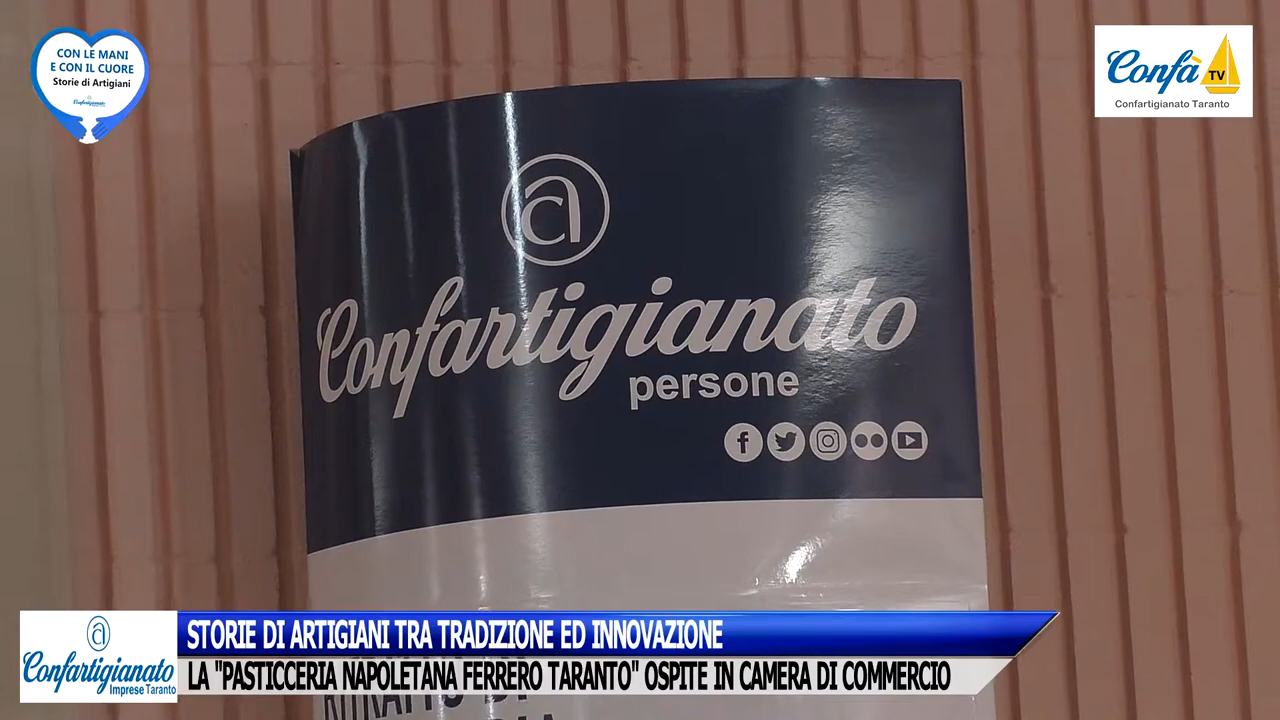 CON LE MANI
E CON IL CUORE
Storie di Artigiani
Confartigianato
Confà TV
Confartigianato Taranto
Confartigianato
persone
Confartigianato
Imprese Taranto
STORIE DI ARTIGIANI TRA TRADIZIONE ED INNOVAZIONE
LA "PASTICCERIA NAPOLETANA FERRERO TARANTO" OSPITE IN CAMERA DI COMMERCIO